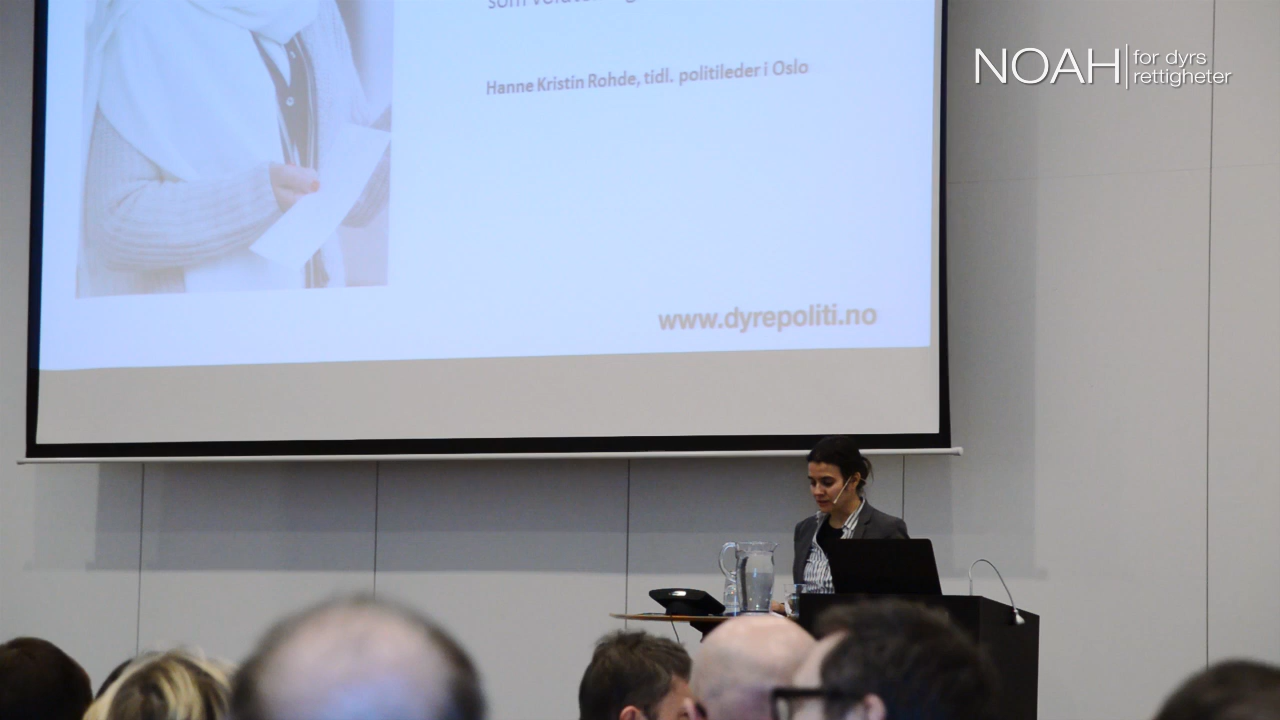 Hanne Kristin Rohde, tidl. politileder i Oslo
www.dyrepoliti.no
NOAH for dyrs
rettigheter